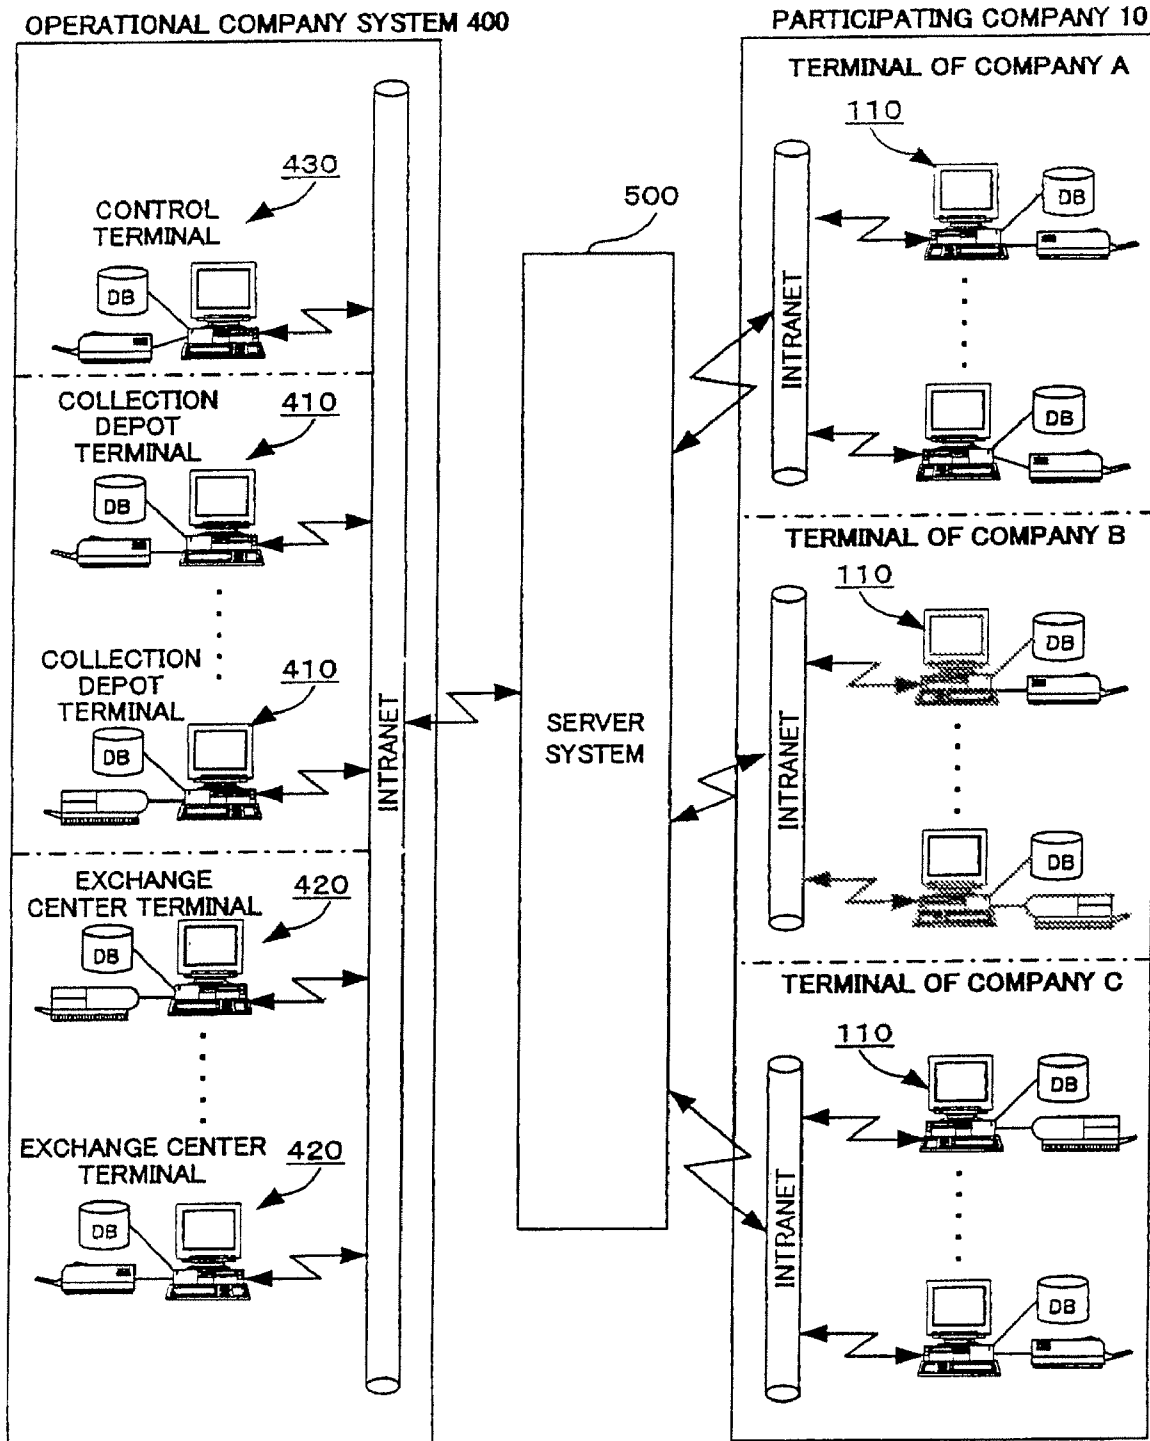 OPERATIONAL COMPANY SYSTEM 400
430
CONTROL
TERMINAL
DB
COLLECTION
DEPOT
TERMINAL
410
DB
COLLECTION
DEPOT
TERMINAL
410
DB
EXCHANGE
CENTER TERMINAL
420
DB
EXCHANGE CENTER
TERMINAL
420
DB
INTRANET
500
SERVER
SYSTEM
PARTICIPATING COMPANY 10
TERMINAL OF COMPANY A
110
DB
INTRANET
DB
TERMINAL OF COMPANY B
110
DB
INTRANET
DB
TERMINAL OF COMPANY C
110
DB
INTRANET
DB